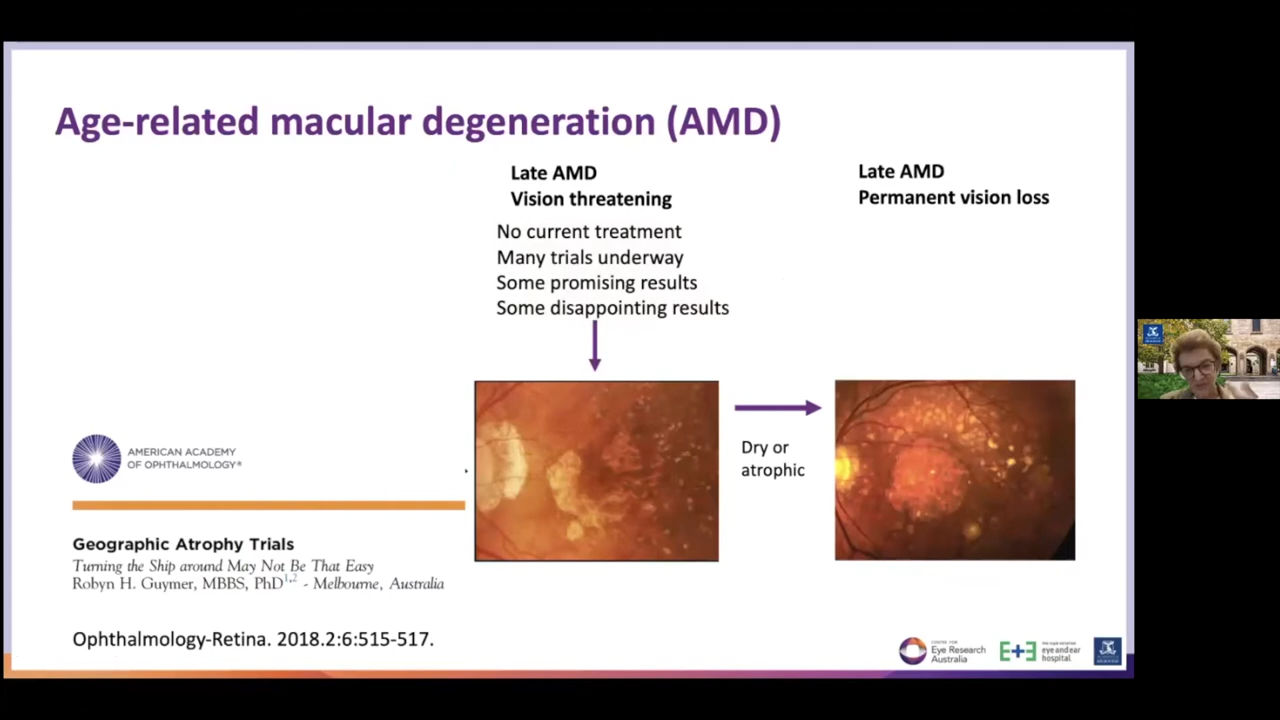 Age-related macular degeneration (AMD)
Late AMD
Vision threatening
No current treatment
Many trials underway
Some promising results
Some disappointing results
Late AMD
Permanent vision loss
Dry or
atrophic
AMERICAN ACADEMY
OF OPHTHALMOLOGY®
Geographic Atrophy Trials
Turning the Ship around May Not Be That Easy
Robyn H. Guymer, MBBS, PhD1,2 - Melbourne, Australia
Ophthalmology-Retina. 2018.2:6:515-517.
CENTRE FOR
Eye Research
Australia
eye and ear
hospital